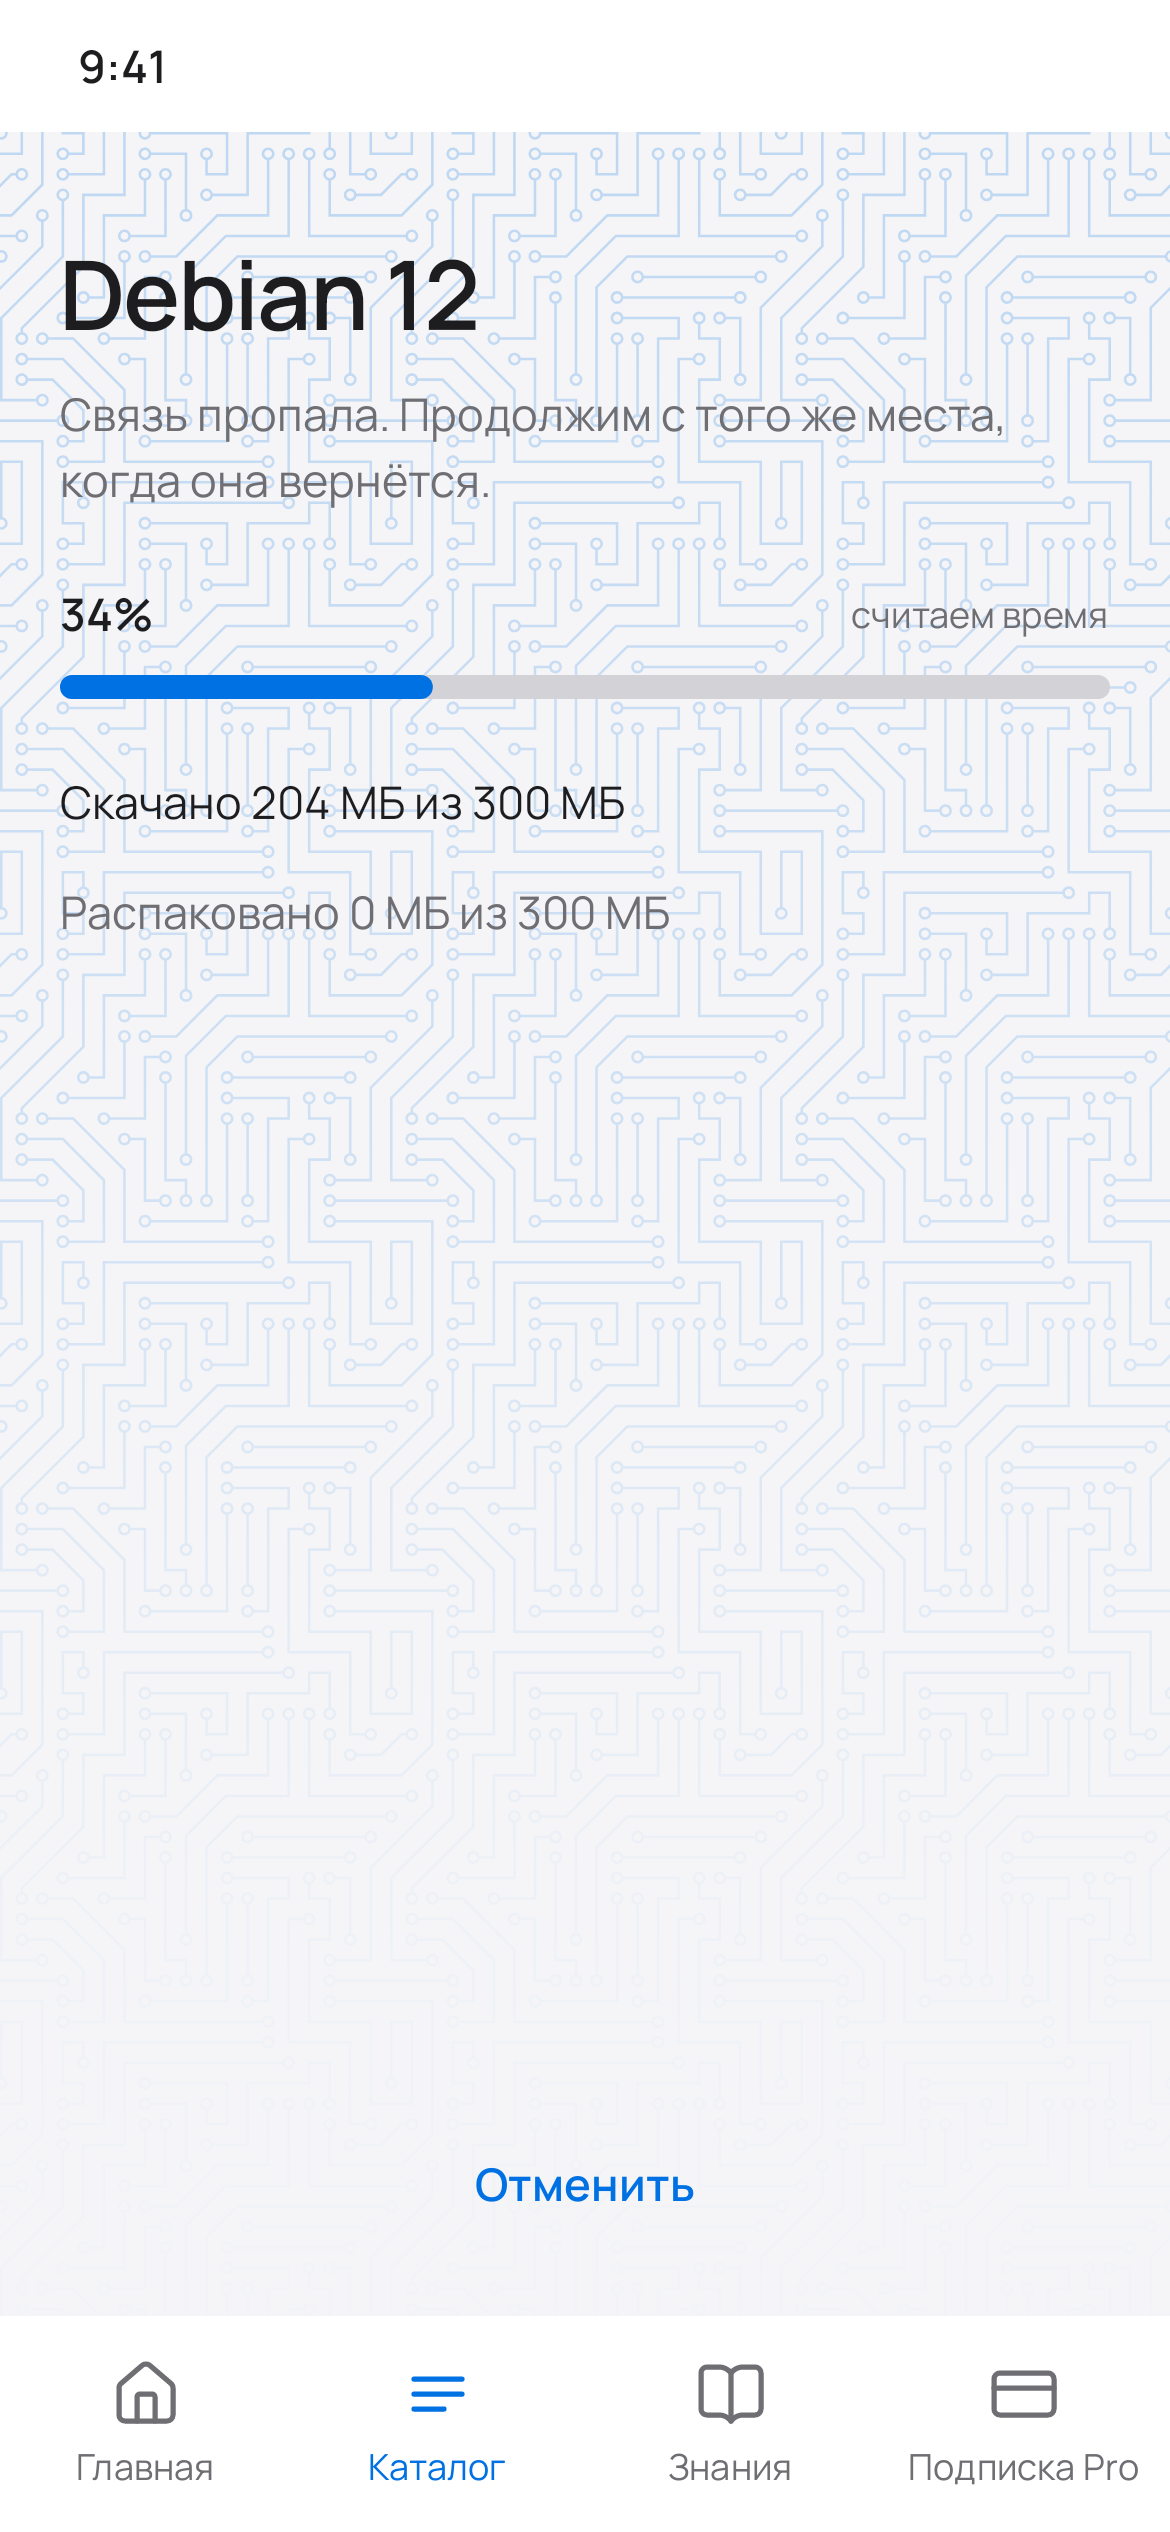 9:41
Debian 12
Связь пропала. Продолжим с того же места,
когда она вернётся.
34%
считаем время
Скачано 204 МБ из 300 МБ
Распаковано 0 МБ из 300 МБ
Отменить
Главная
Каталог
Знания
Подписка Pro